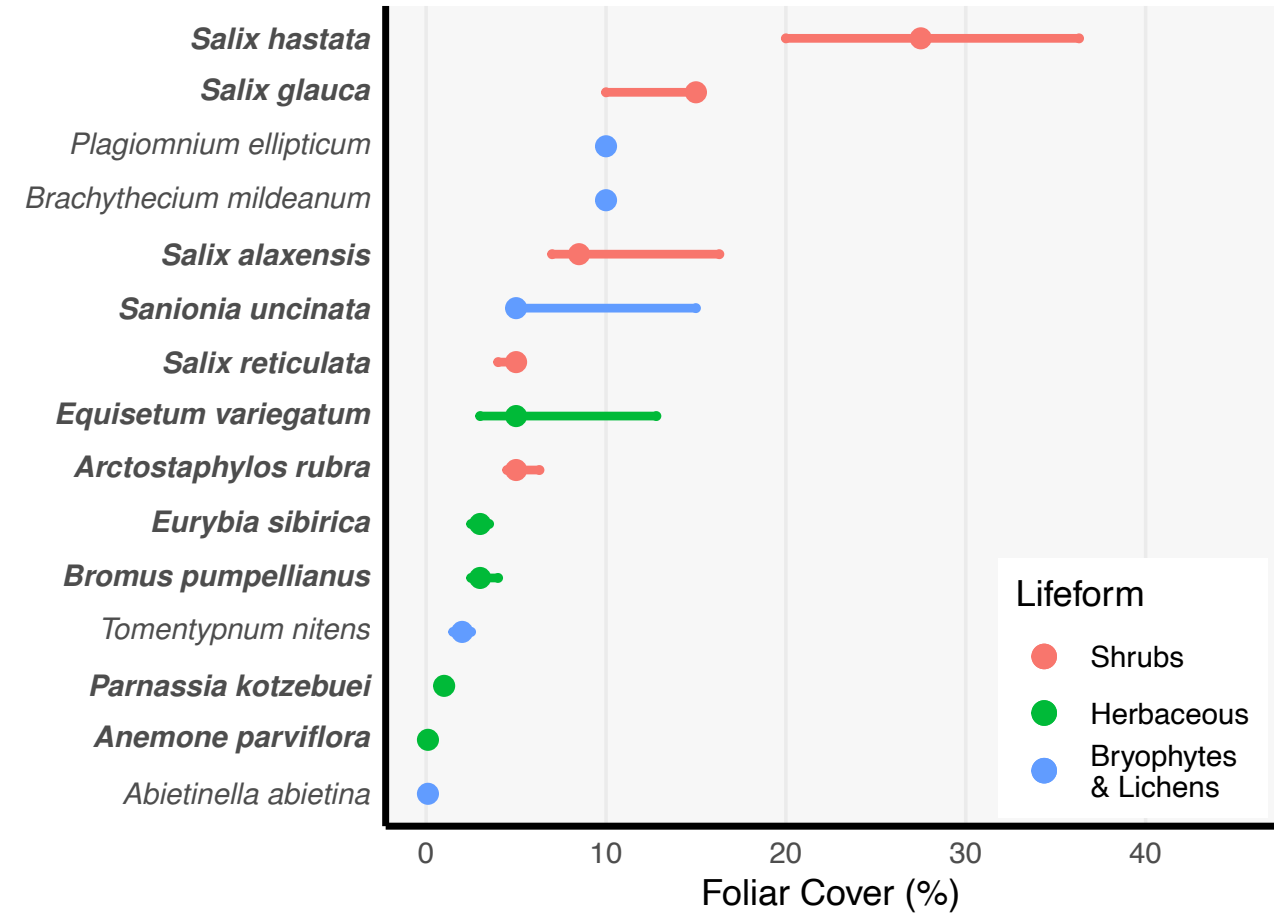 Salix hastata
Salix glauca
Plagiomnium ellipticum
Brachythecium mildeanum
Salix alaxensis
Sanionia uncinata
Salix reticulata
Equisetum variegatum
Arctostaphylos rubra
Eurybia sibirica
Bromus pumpellianus
Tomentypnum nitens
Parnassia kotzebuei
Anemone parviflora
Abietinella abietina
Lifeform
Shrubs
Herbaceous
Bryophytes
& Lichens
0 10 20 30 40
Foliar Cover (%)